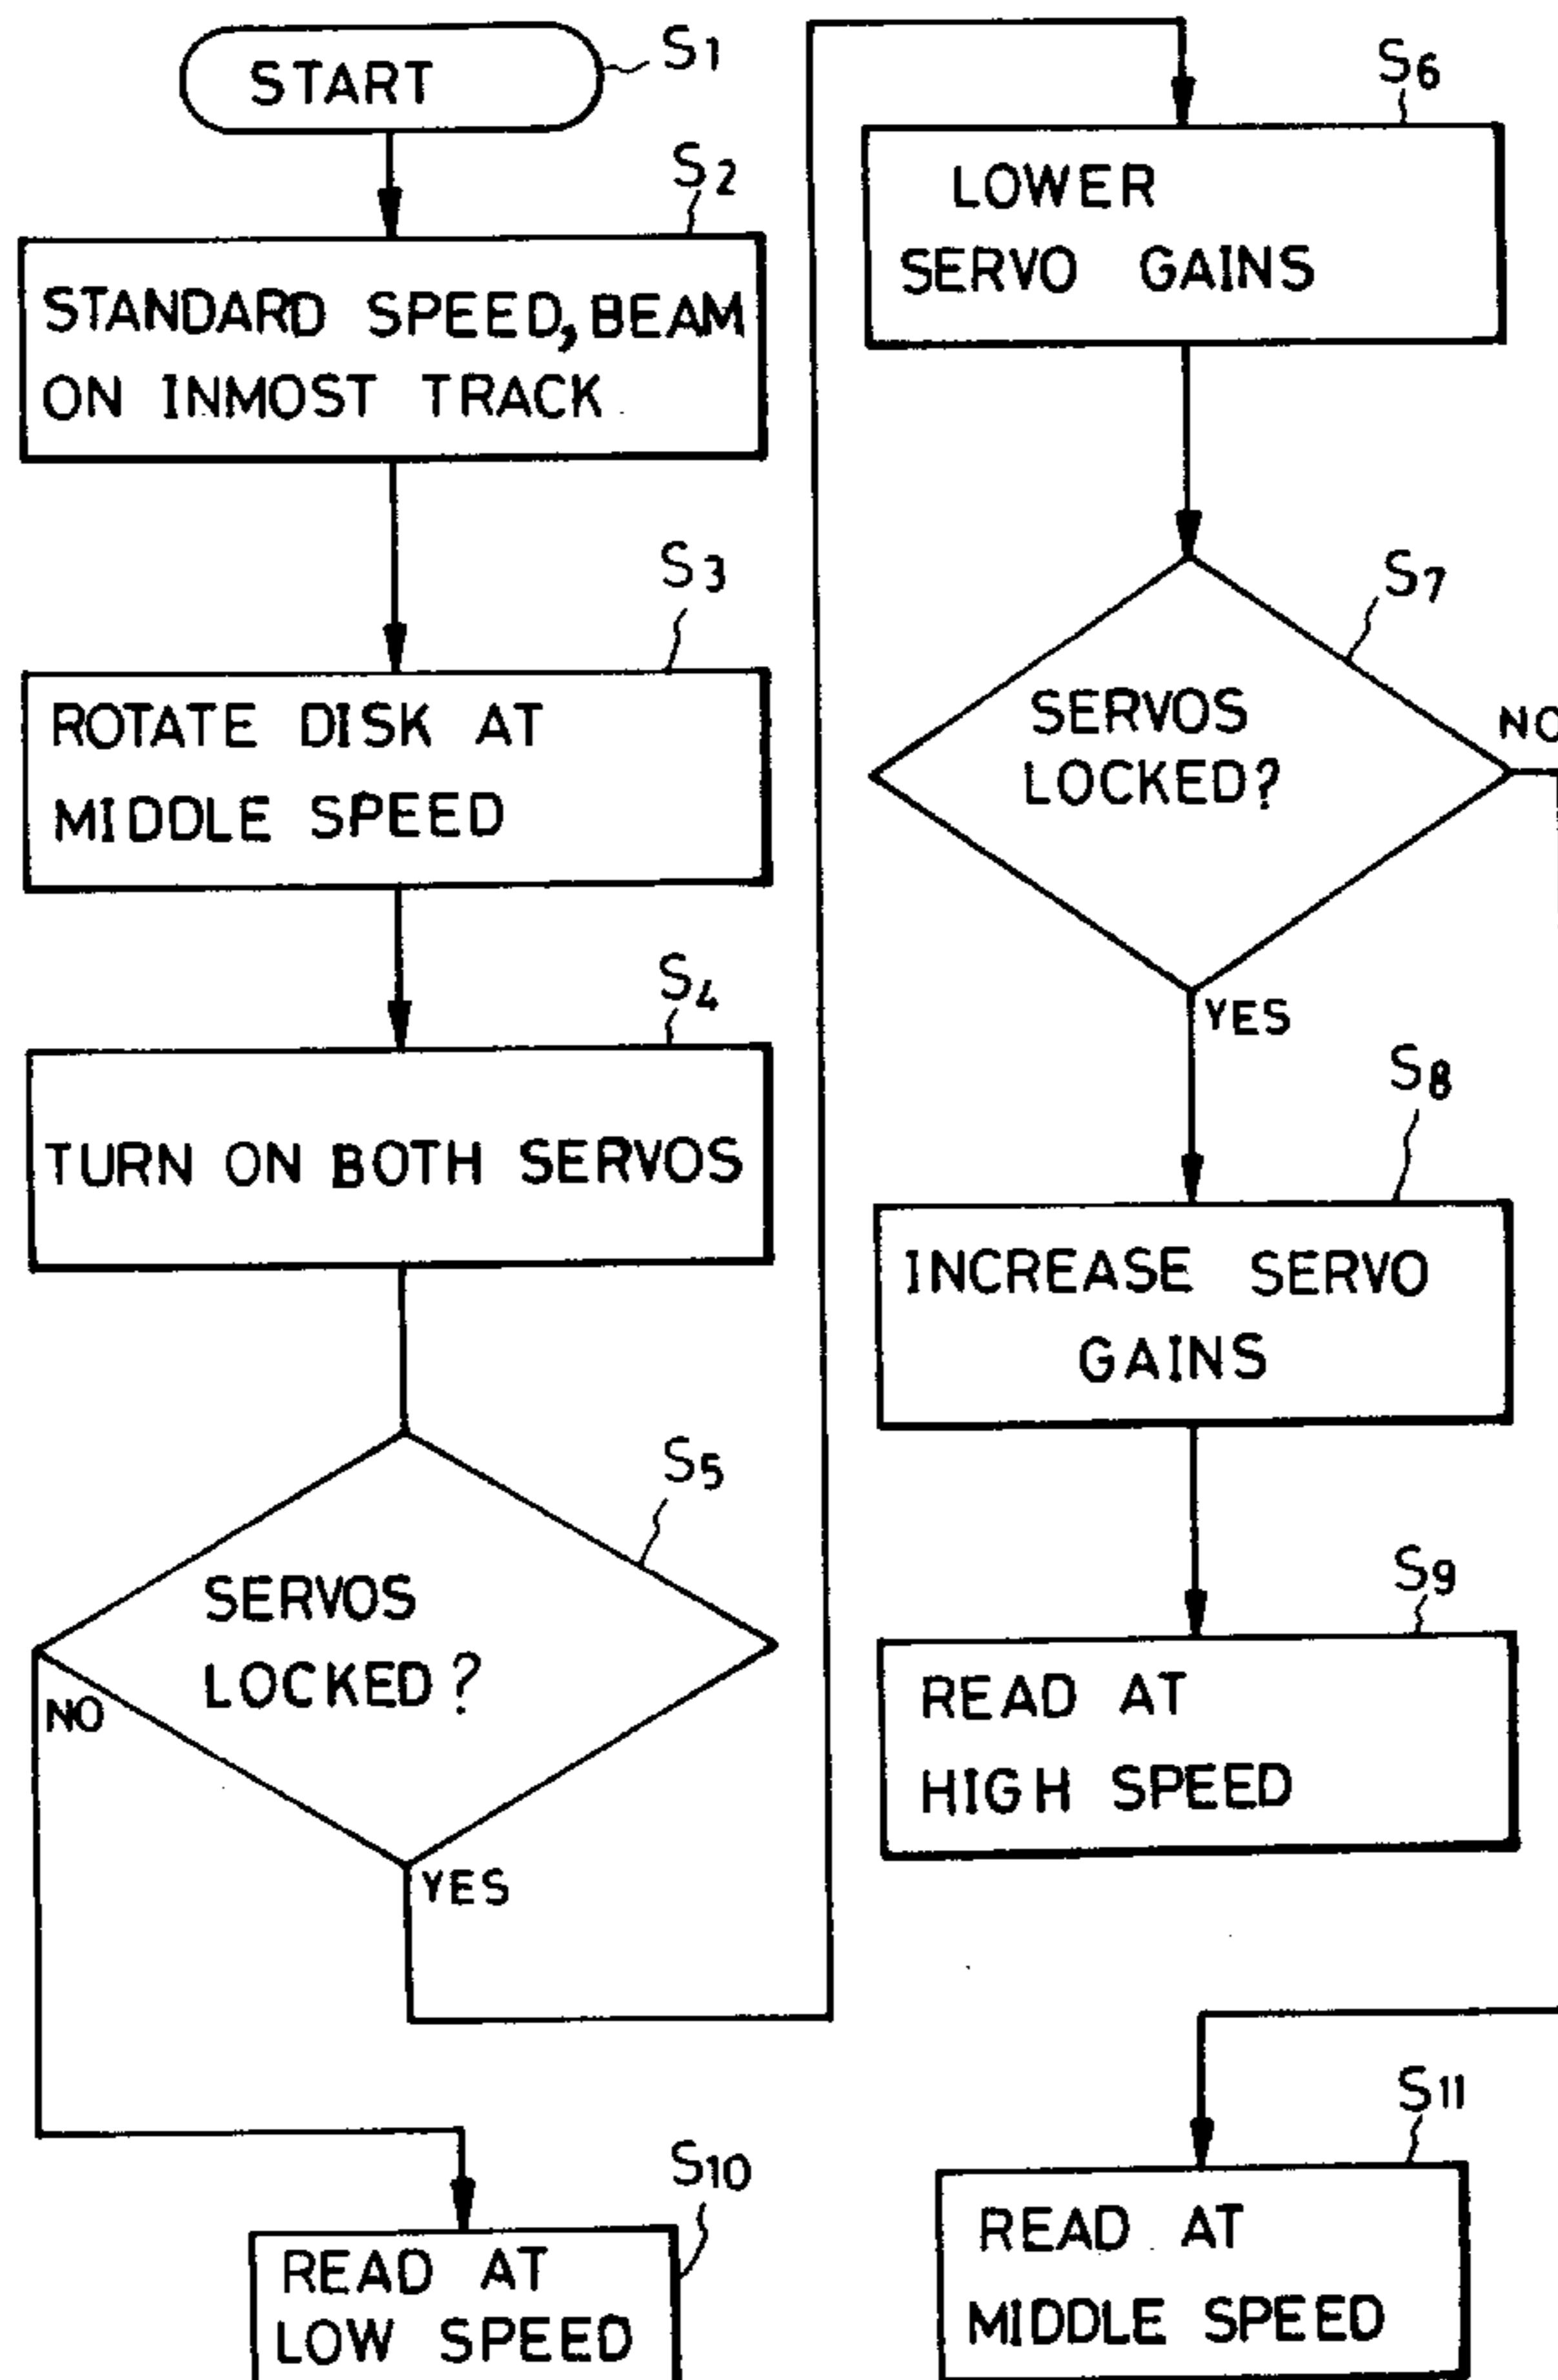 START
S1
S2
STANDARD SPEED, BEAM
ON INMOST TRACK
S3
ROTATE DISK AT
MIDDLE SPEED
S4
TURN ON BOTH SERVOS
S5
SERVOS
LOCKED?
NO
YES
S10
READ AT
LOW SPEED
S6
LOWER
SERVO GAINS
S7
SERVOS
LOCKED?
NO
YES
S8
INCREASE SERVO
GAINS
S9
READ AT
HIGH SPEED
S11
READ AT
MIDDLE SPEED